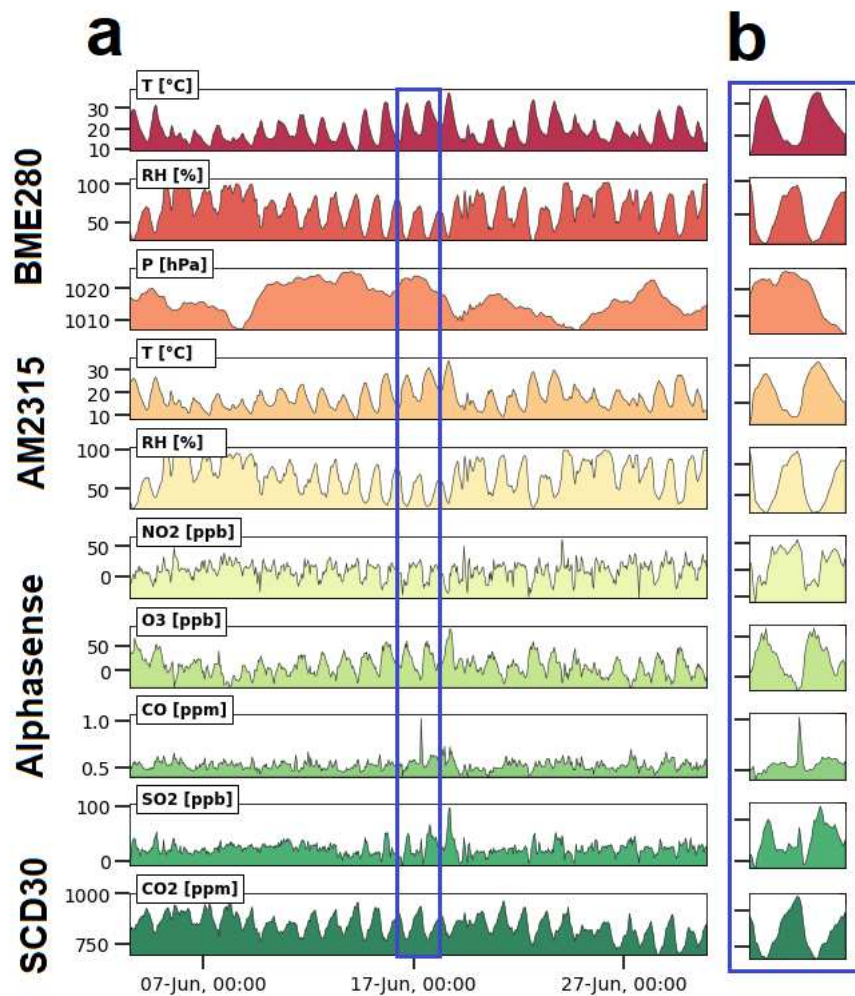 a
b
BME280
T [°C]
30
20
10
RH [%]
100
50
P [hPa]
1020
1010
AM2315
T [°C]
30
20
10
RH [%]
100
50
Alphasense
NO2 [ppb]
50
0
O3 [ppb]
50
0
CO [ppm]
1.0
0.5
SO2 [ppb]
100
0
SCD30
CO2 [ppm]
1000
750
07-Jun, 00:00
17-Jun, 00:00
27-Jun, 00:00